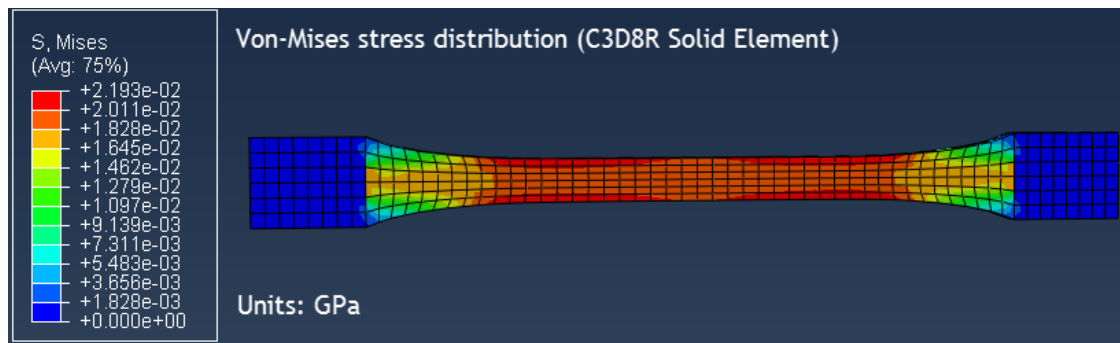 S, Mises
(Avg: 75%)
+2.193e-02
+2.011e-02
+1.828e-02
+1.645e-02
+1.462e-02
+1.279e-02
+1.097e-02
+9.139e-03
+7.311e-03
+5.483e-03
+3.656e-03
+1.828e-03
+0.000e+00
Von-Mises stress distribution (C3D8R Solid Element)
Units: GPa